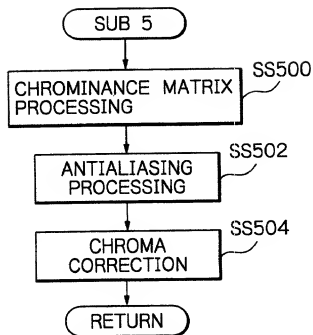 SUB 5
SS500
CHROMINANCE MATRIX
PROCESSING
SS502
ANTIALIASING
PROCESSING
SS504
CHROMA
CORRECTION
RETURN